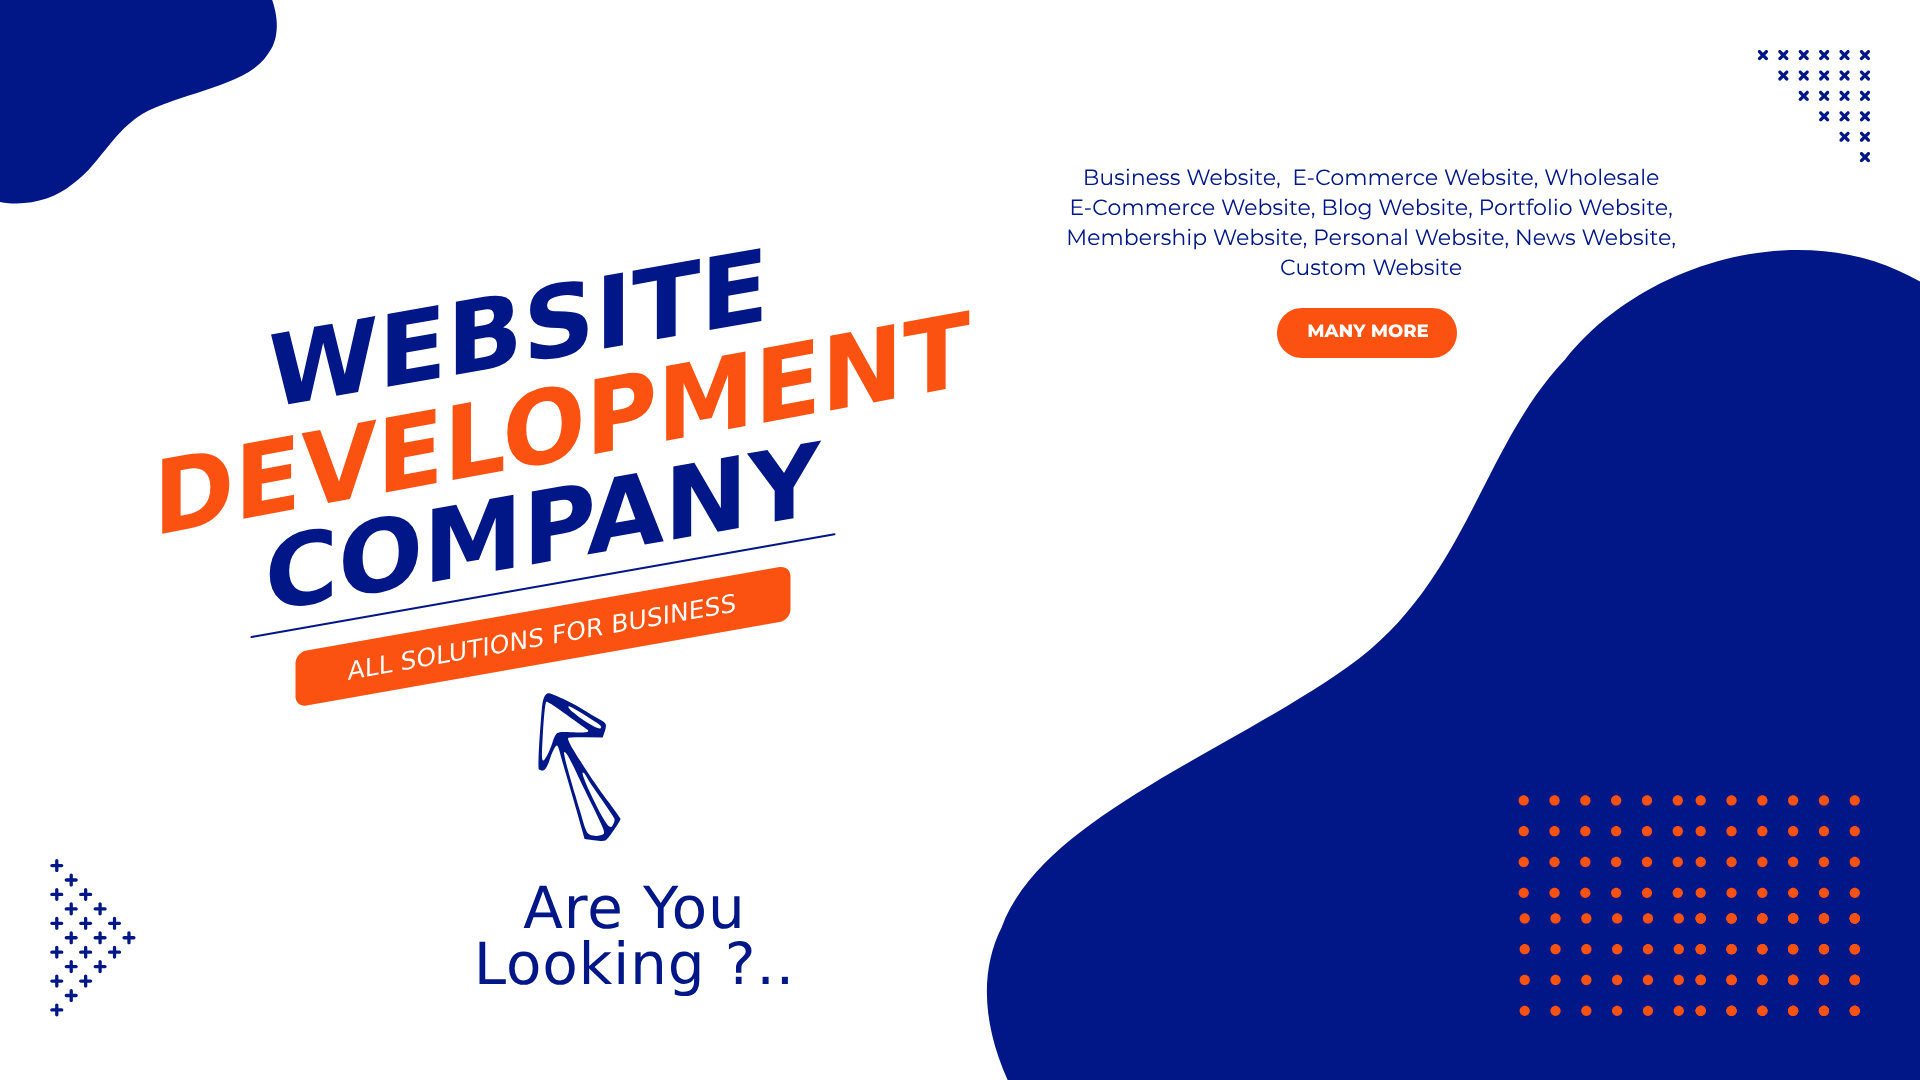 WEBSITE
DEVELOPMENT
COMPANY
ALL SOLUTIONS FOR BUSINESS
Are You
Looking ?..
Business Website,  E-Commerce Website, Wholesale
E-Commerce Website, Blog Website, Portfolio Website,
Membership Website, Personal Website, News Website,
Custom Website
MANY MORE